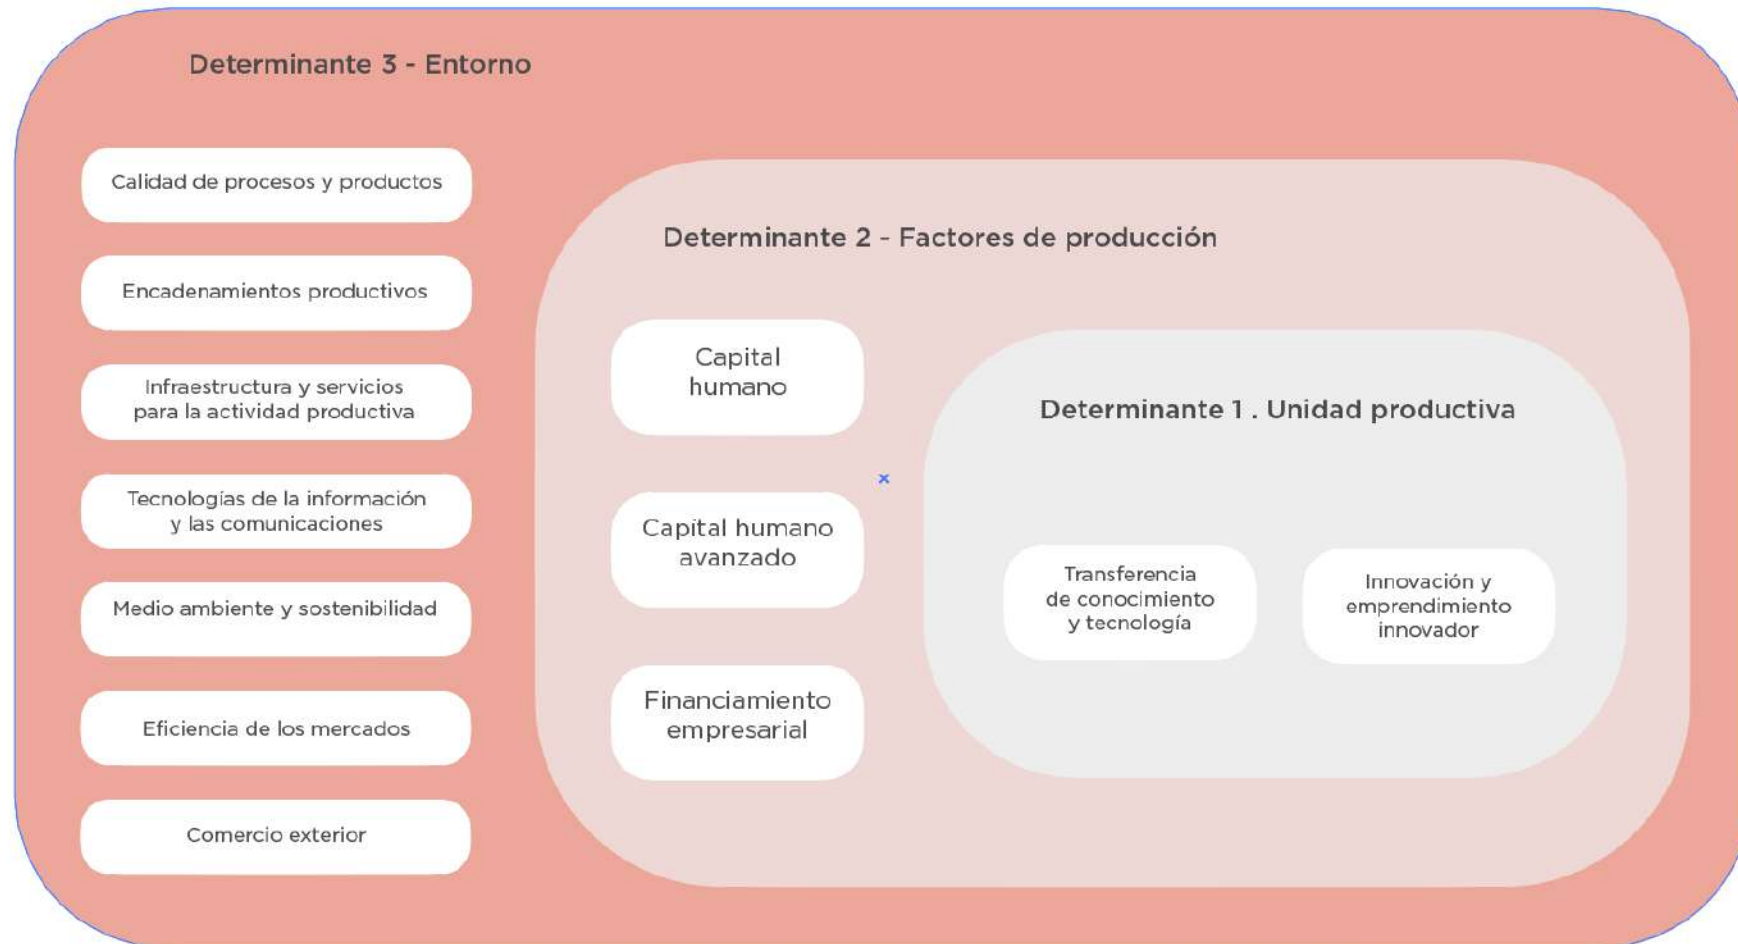 Determinante 3 - Entorno
Calidad de procesos y productos
Encadenamientos productivos
Infraestructura y servicios
para la actividad productiva
Tecnologías de la información
y las comunicaciones
Medio ambiente y sostenibilidad
Eficiencia de los mercados
Comercio exterior
Determinante 2 - Factores de producción
Capital
humano
Capital humano
avanzado
Financiamiento
empresarial
Determinante 1 . Unidad productiva
Transferencia
de conocimiento
y tecnología
Innovación y
emprendimiento
innovador